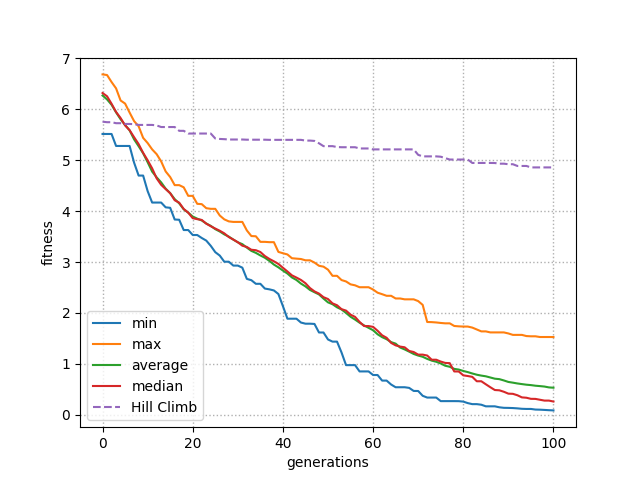 7
6
5
4
3
2
1
0
fitness
min
max
average
median
Hill Climb
0 20 40 60 80 100
generations